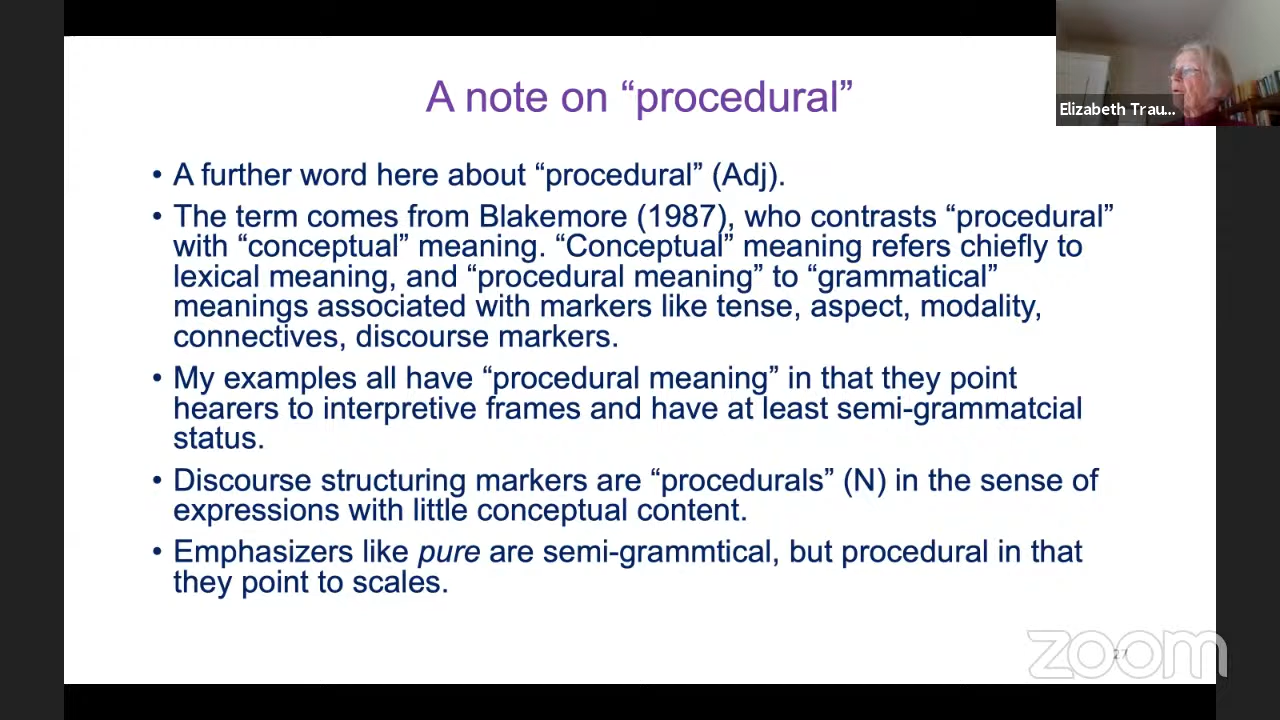 A note on “procedural”
Elizabeth Trau...
• A further word here about “procedural” (Adj).
• The term comes from Blakemore (1987), who contrasts “procedural”
with “conceptual” meaning. “Conceptual” meaning refers chiefly to
lexical meaning, and “procedural meaning” to “grammatical”
meanings associated with markers like tense, aspect, modality,
connectives, discourse markers.
• My examples all have “procedural meaning” in that they point
hearers to interpretive frames and have at least semi-grammatcial
status.
• Discourse structuring markers are “procedurals” (N) in the sense of
expressions with little conceptual content.
• Emphasizers like pure are semi-grammtical, but procedural in that
they point to scales.
zoom
27